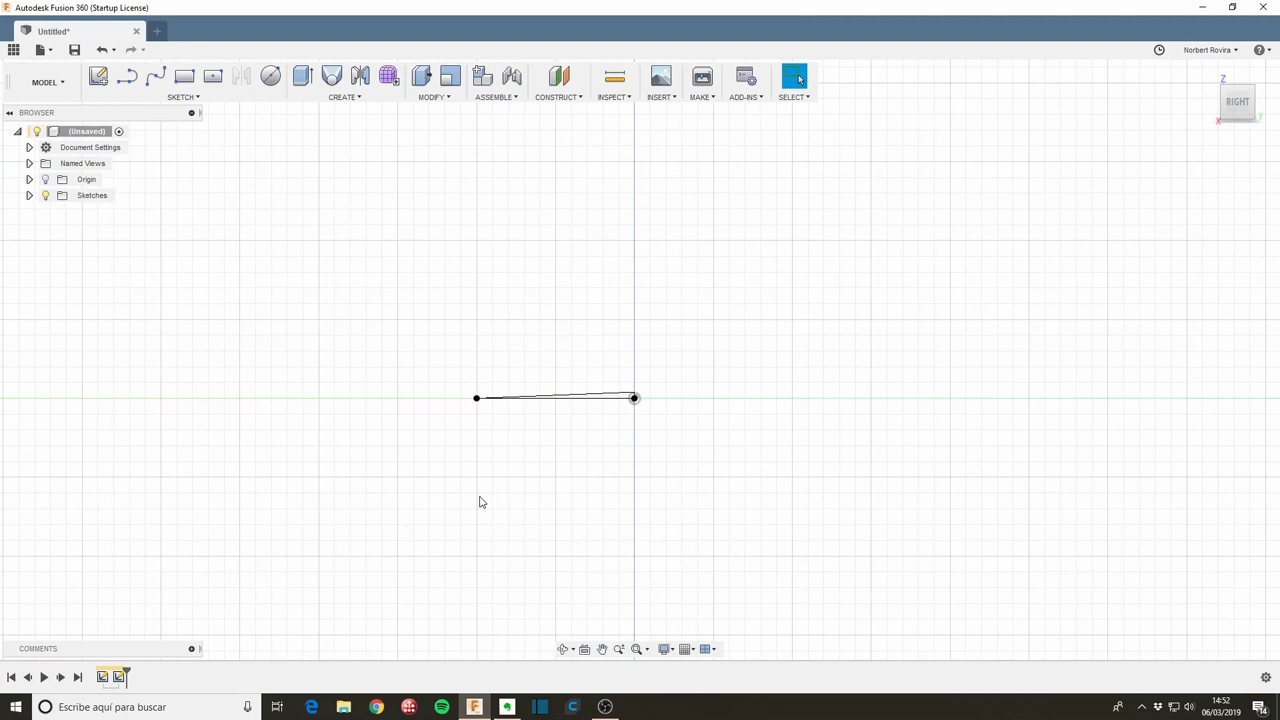 Autodesk Fusion 360 (Startup License)
Untitled*
Norbert Rovira
MODEL
SKETCH
CREATE
MODIFY
ASSEMBLE
CONSTRUCT
INSPECT
INSERT
MAKE
ADD-INS
SELECT
BROWSER
(Unsaved)
Document Settings
Named Views
Origin
Sketches
Z
RIGHT
X
Y
COMMENTS
Escribe aquí para buscar
14:52
06/03/2019
14